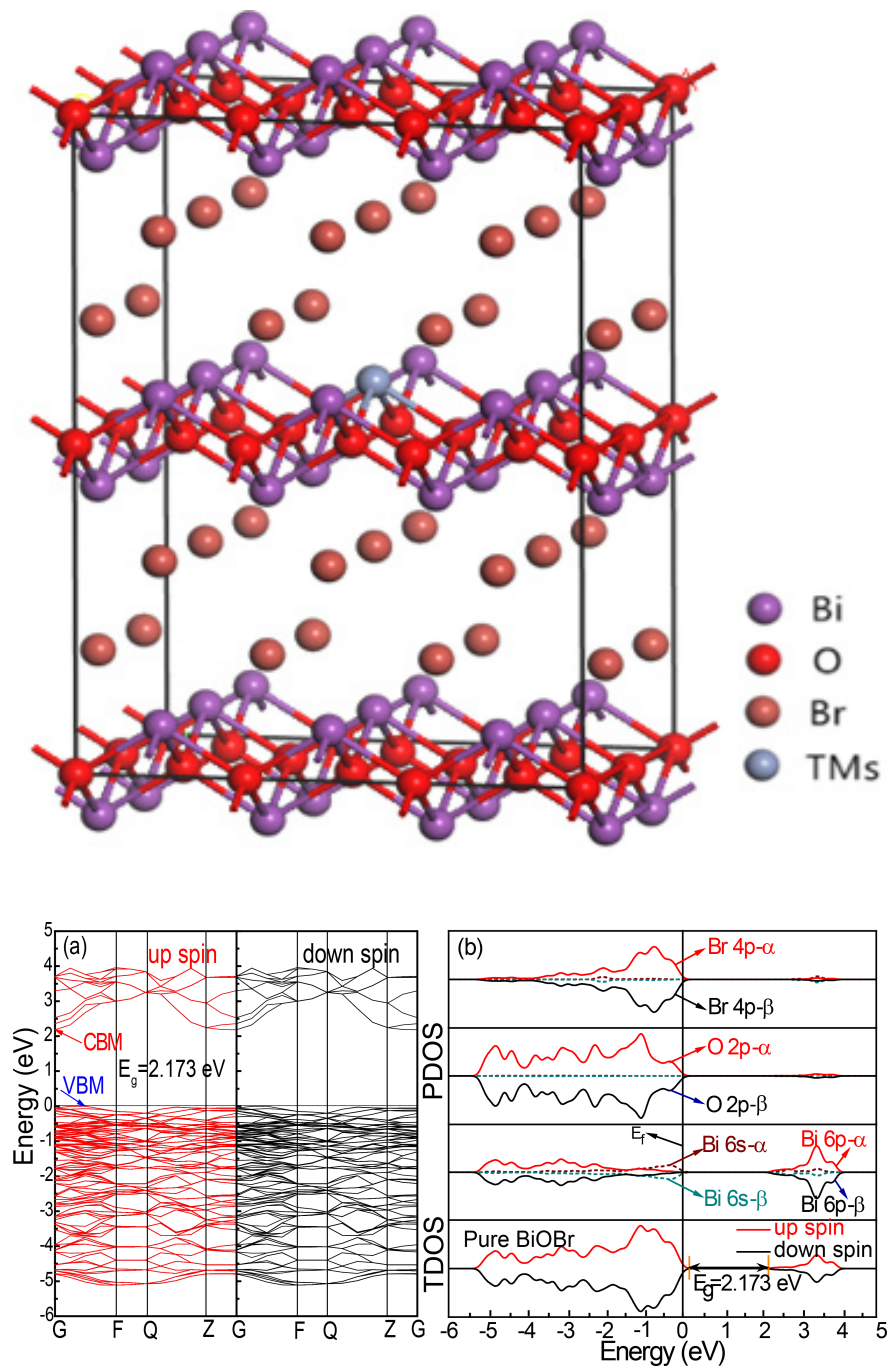 Bi
O
Br
TMs
(a)
up spin
down spin
CBM
VBM
E_g=2.173 eV
Energy (eV)
5
4
3
2
1
0
-1
-2
-3
-4
-5
-6
G F Q Z G F Q Z G
(b)
Br 4p-α
Br 4p-β
O 2p-α
O 2p-β
E_f
Bi 6s-α
Bi 6p-α
Bi 6s-β
Bi 6p-β
Pure BiOBr
up spin
down spin
E_g=2.173 eV
PDOS
TDOS
-6 -5 -4 -3 -2 -1 0 2 3 4 5
Energy (eV)